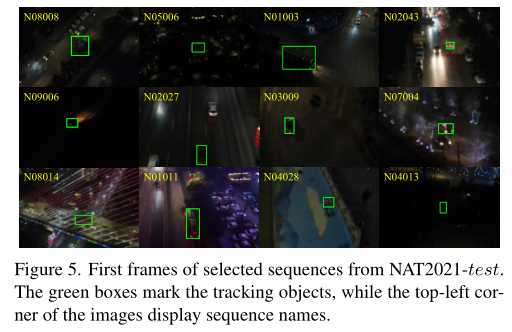 N08008
N05006
N01003
N02043
N09006
N02027
N03009
N07004
N08014
N01011
N04028
N04013
Figure 5. First frames of selected sequences from NAT2021-test.
The green boxes mark the tracking objects, while the top-left cor-
ner of the images display sequence names.